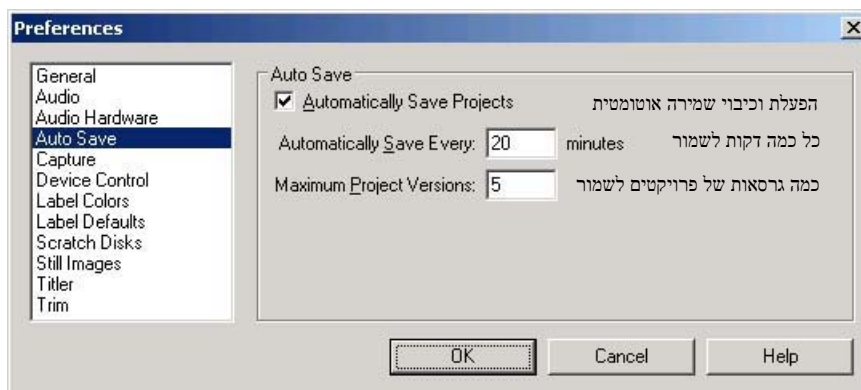 Preferences
General
Audio
Audio Hardware
Auto Save
Capture
Device Control
Label Colors
Label Defaults
Scratch Disks
Still Images
Titler
Trim
Auto Save
Automatically Save Projects הפעלת וכיבוי שמירה אוטומטית
Automatically Save Every: 20 minutes כל כמה דקות לשמור
Maximum Project Versions: 5 כמה גרסאות של פרויקטים לשמור
OK Cancel Help